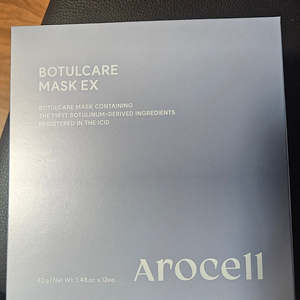 BOTULCARE
MASK EX
BOTULCARE MASK CONTAINING
THE FIRST BOTULINUM-DERIVED INGREDIENTS
REGISTERED IN THE ICID
42 g / Net Wt. 1.48 oz. x 12ea
Arocell